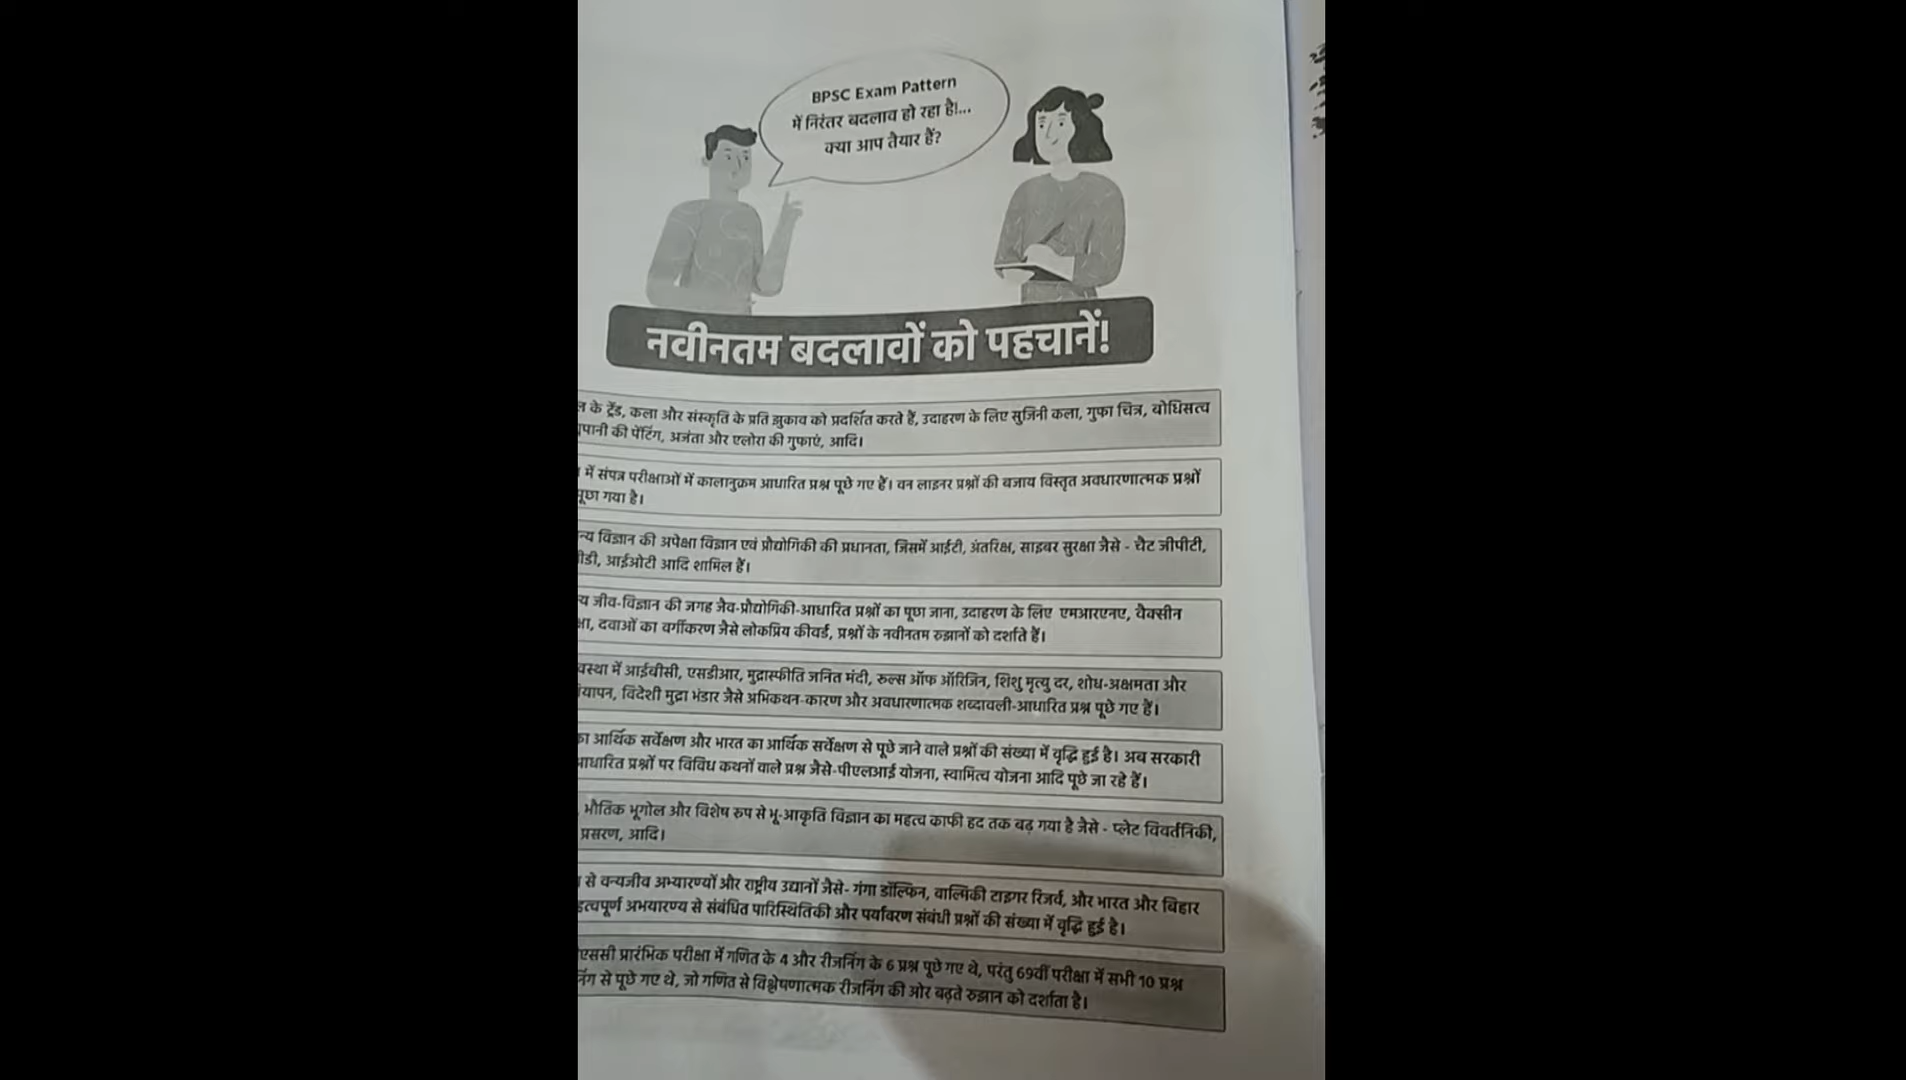 BPSC Exam Pattern
में निरंतर बदलाव हो रहा है!...
क्या आप तैयार हैं?
नवीनतम बदलावों को पहचानें!
के ट्रेंड, कला और संस्कृति के प्रति झुकाव को प्रदर्शित करते हैं, उदाहरण के लिए सुजिनी कला, गुफा चित्र, बोधिसत्व
की पेंटिंग, अजंता और एलोरा की गुफाएं, आदि।
में संपन्न परीक्षाओं में कालानुक्रम आधारित प्रश्न पूछे गए हैं। वन लाइनर प्रश्नों की बजाय विस्तृत अवधारणात्मक प्रश्नों
पूछा गया है।
विज्ञान की अपेक्षा विज्ञान एवं प्रौद्योगिकी की प्रधानता, जिसमें आईटी, अंतरिक्ष, साइबर सुरक्षा जैसे - चैट जीपीटी,
आईओटी आदि शामिल हैं।
जीव-विज्ञान की जगह जैव-प्रौद्योगिकी-आधारित प्रश्नों का पूछा जाना, उदाहरण के लिए एमआरएनए, वैक्सीन
दवाओं का वर्गीकरण जैसे लोकप्रिय कीवर्ड, प्रश्नों के नवीनतम रुझानों को दर्शाते हैं।
में आईबीसी, एसडीआर, मुद्रास्फीति जनित मंदी, रूल्स ऑफ ऑरिजिन, शिशु मृत्यु दर, शोध-अक्षमता और
विदेशी मुद्रा भंडार जैसे अभिकथन-कारण और अवधारणात्मक शब्दावली-आधारित प्रश्न पूछे गए हैं।
आर्थिक सर्वेक्षण और भारत का आर्थिक सर्वेक्षण से पूछे जाने वाले प्रश्नों की संख्या में वृद्धि हुई है। अब सरकारी
आधारित प्रश्नों पर विविध कथनों वाले प्रश्न जैसे-पीएलआई योजना, स्वामित्व योजना आदि पूछे जा रहे हैं।
भौतिक भूगोल और विशेष रूप से भू-आकृति विज्ञान का महत्व काफी हद तक बढ़ गया है जैसे - प्लेट विवर्तनिकी,
प्रसरण, आदि।
से वन्यजीव अभ्यारण्यों और राष्ट्रीय उद्यानों जैसे- गंगा डॉल्फिन, वाल्मिकी टाइगर रिजर्व, और भारत और बिहार
अभयारण्य से संबंधित पारिस्थितिकी और पर्यावरण संबंधी प्रश्नों की संख्या में वृद्धि हुई है।
प्रारंभिक परीक्षा में गणित के 4 और रीजनिंग के 6 प्रश्न पूछे गए थे, परंतु 69वीं परीक्षा में सभी 10 प्रश्न
से पूछे गए थे, जो गणित से विश्लेषणात्मक रीजनिंग की ओर बढ़ते रुझान को दर्शाता है।